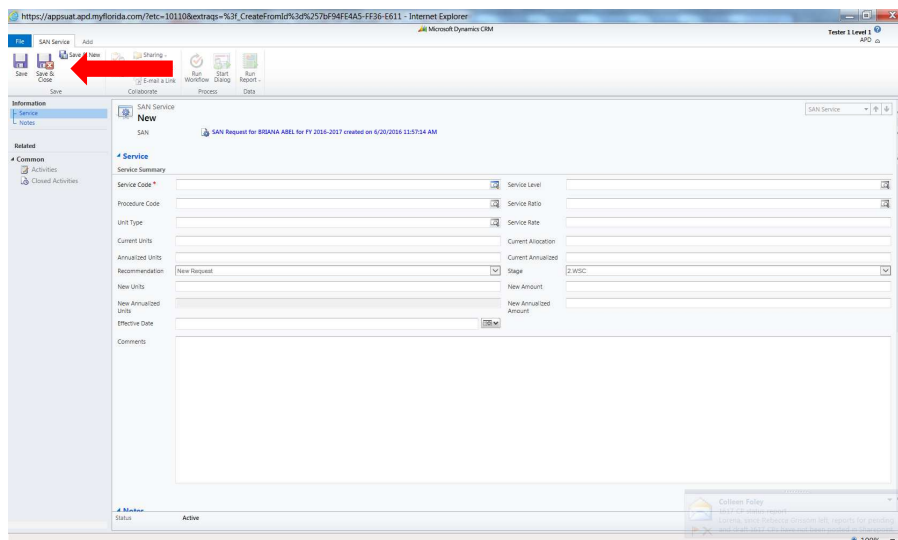 https://appsuat.apd.myflorida.com/?etc=10110&extraqs=%3f_CreateFromId%3d%257bF94FE4A5-FF36-E611 - Internet Explorer
Microsoft Dynamics CRM
Tester 1 Level 1
APD
File SAN Service Add
Save & New
Sharing
Save
Save & Close
E-mail a Link
Run Workflow
Start Dialog
Run Report
Save Collaborate Process Data
Information
Service
Notes
Related
Common
Activities
Closed Activities
SAN Service
New
SAN Service
SAN SAN Request for BRIANA ABEL for FY 2016-2017 created on 6/20/2016 11:57:14 AM
Service
Service Summary
Service Code * Service Level
Procedure Code Service Ratio
Unit Type Service Rate
Current Units Current Allocation
Annualized Units Current Annualized
Recommendation New Request Stage 2 WSC
New Units New Amount
New Annualized Units New Annualized Amount
Effective Date
Comments
Notes
Status Active
100%